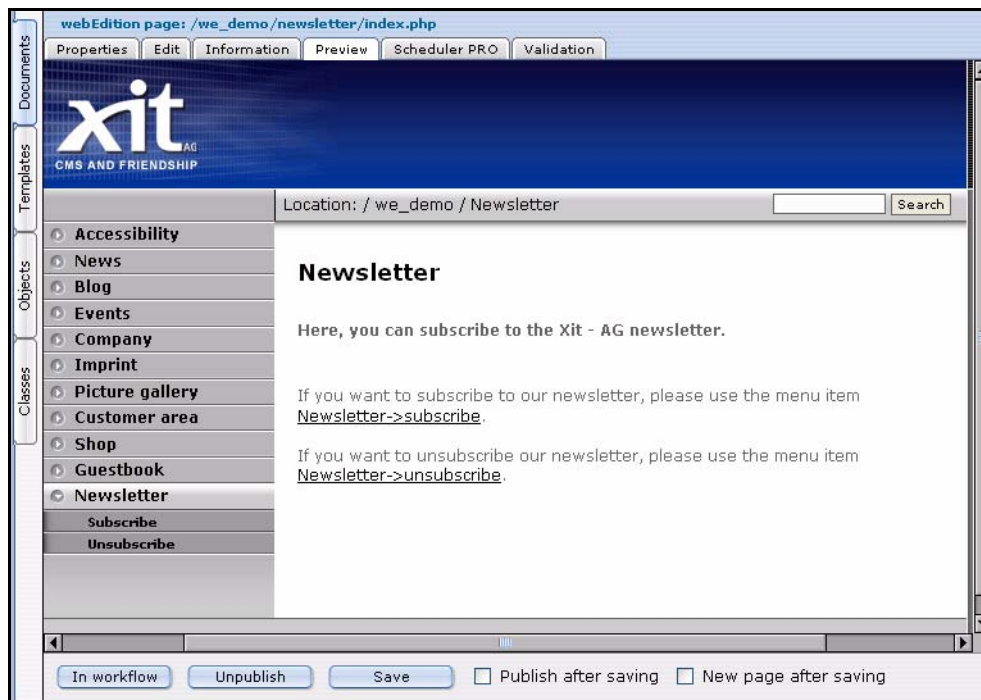 webEdition page: /we_demo/newsletter/index.php
Properties Edit Information Preview Scheduler PRO Validation
Documents
Templates
Objects
Classes
xit AG
CMS AND FRIENDSHIP
Location: / we_demo / Newsletter Search
Accessibility
News
Blog
Events
Company
Imprint
Picture gallery
Customer area
Shop
Guestbook
Newsletter
Subscribe
Unsubscribe
Newsletter
Here, you can subscribe to the Xit - AG newsletter.
If you want to subscribe to our newsletter, please use the menu item
Newsletter->subscribe.
If you want to unsubscribe our newsletter, please use the menu item
Newsletter->unsubscribe.
In workflow Unpublish Save Publish after saving New page after saving